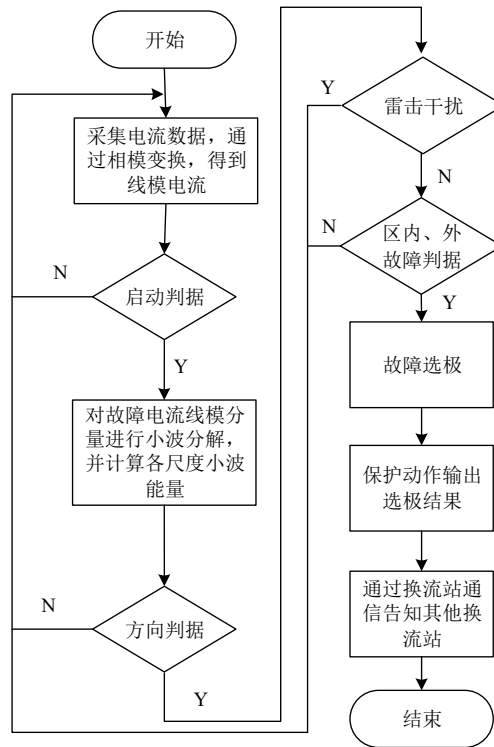 开始
采集电流数据，通
过相模变换，得到
线模电流
N
启动判据
Y
对故障电流线模分
量进行小波分解，
并计算各尺度小波
能量
N
方向判据
Y
Y
雷击干扰
N
N
区内、外
故障判据
Y
故障选极
保护动作输出
选极结果
通过换流站通
信告知其他换
流站
结束